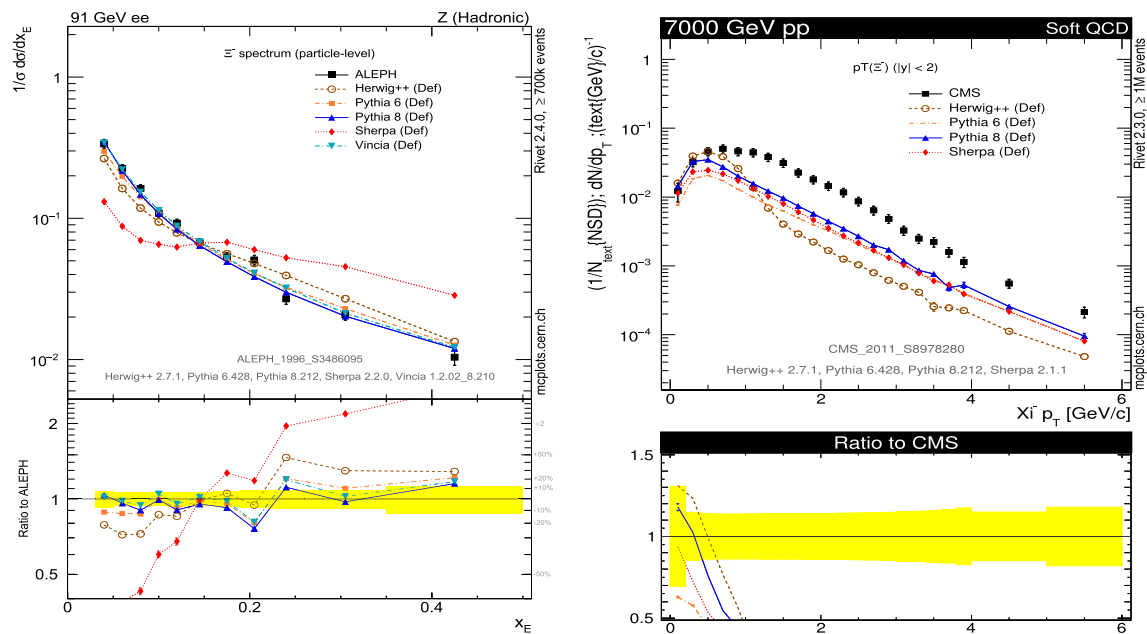 91 GeV ee Z (Hadronic)
Ξ⁻ spectrum (particle-level)
ALEPH
Herwig++ (Def)
Pythia 6 (Def)
Pythia 8 (Def)
Sherpa (Def)
Vincia (Def)
1/σ dσ/dx_E
1
10⁻¹
10⁻²
ALEPH_1996_S3486095
Herwig++ 2.7.1, Pythia 6.428, Pythia 8.212, Sherpa 2.2.0, Vincia 1.2.02_8.210
Rivet 2.4.0, ≥ 700k events
mcplots.cern.ch
Ratio to ALEPH
2
1
0.5
×2
+50%
+20%
+10%
-10%
-20%
-50%
0 0.2 0.4
x_E
7000 GeV pp Soft QCD
pT(Ξ⁻) (|y| < 2)
CMS
Herwig++ (Def)
Pythia 6 (Def)
Pythia 8 (Def)
Sherpa (Def)
(1/N_text{NSD}); dN/dp_T ;(text{GeV}/c)⁻¹
1
10⁻¹
10⁻²
10⁻³
10⁻⁴
CMS_2011_S8978280
Herwig++ 2.7.1, Pythia 6.428, Pythia 8.212, Sherpa 2.1.1
Rivet 2.3.0, ≥ 1M events
mcplots.cern.ch
0 2 4 6
Xi⁻ p_T [GeV/c]
Ratio to CMS
1.5 1.5
1 1
0.5 0.5
0 2 4 6